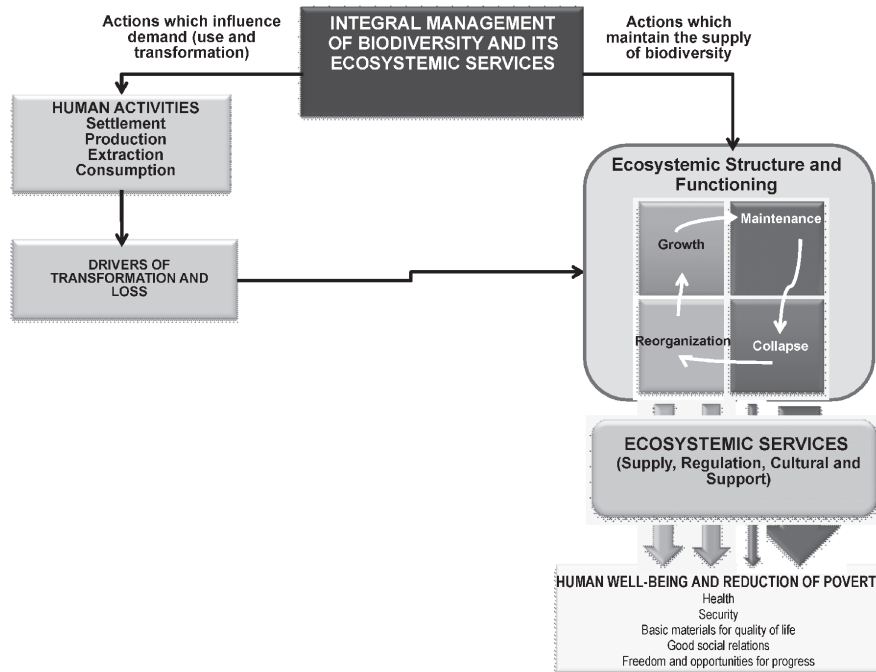 Actions which influence
demand (use and
transformation)
INTEGRAL MANAGEMENT
OF BIODIVERSITY AND ITS
ECOSYSTEMIC SERVICES
Actions which
maintain the supply
of biodiversity
HUMAN ACTIVITIES
Settlement
Production
Extraction
Consumption
DRIVERS OF
TRANSFORMATION AND
LOSS
Ecosystemic Structure and
Functioning
Growth
Maintenance
Reorganization
Collapse
ECOSYSTEMIC SERVICES
(Supply, Regulation, Cultural and
Support)
HUMAN WELL-BEING AND REDUCTION OF POVERT
Health
Security
Basic materials for quality of life
Good social relations
Freedom and opportunities for progress